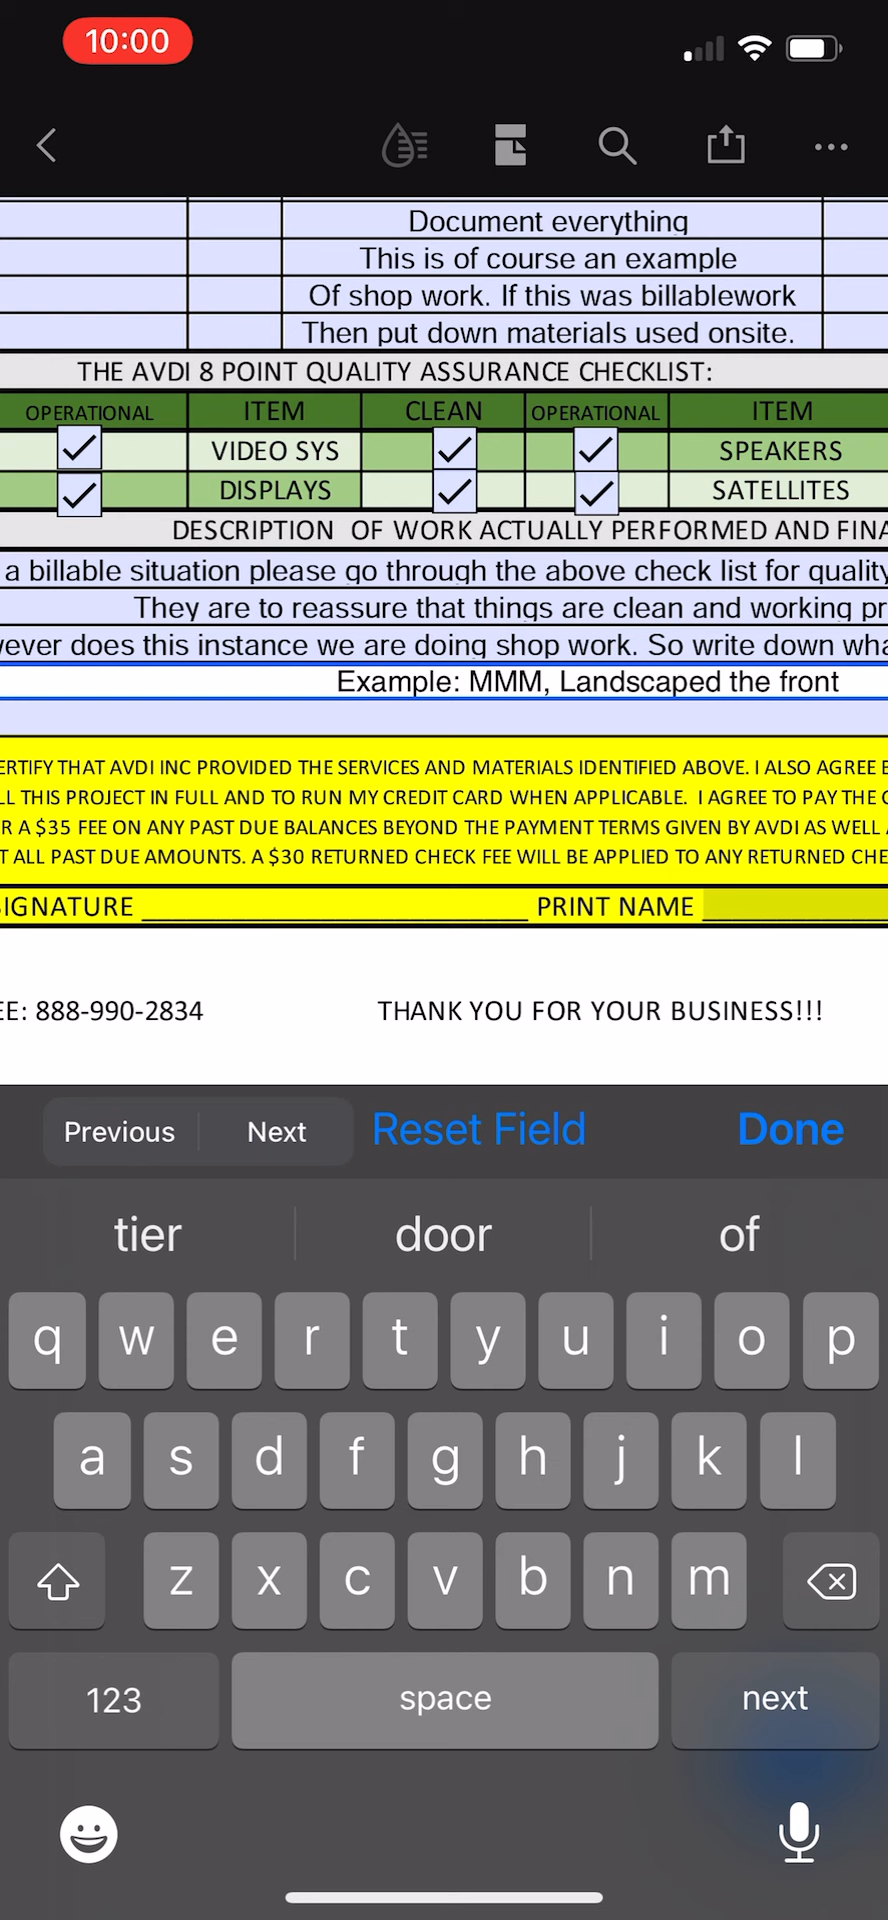 10:00
Document everything
This is of course an example
Of shop work. If this was billablework
Then put down materials used onsite.
THE AVDI 8 POINT QUALITY ASSURANCE CHECKLIST:
OPERATIONAL ITEM CLEAN OPERATIONAL ITEM
VIDEO SYS SPEAKERS
DISPLAYS SATELLITES
DESCRIPTION OF WORK ACTUALLY PERFORMED AND FINA
a billable situation please go through the above check list for quality
They are to reassure that things are clean and working pr
ever does this instance we are doing shop work. So write down wha
Example: MMM, Landscaped the front
ERTIFY THAT AVDI INC PROVIDED THE SERVICES AND MATERIALS IDENTIFIED ABOVE. I ALSO AGREE
LL THIS PROJECT IN FULL AND TO RUN MY CREDIT CARD WHEN APPLICABLE. I AGREE TO PAY THE
R A $35 FEE ON ANY PAST DUE BALANCES BEYOND THE PAYMENT TERMS GIVEN BY AVDI AS WELL
T ALL PAST DUE AMOUNTS. A $30 RETURNED CHECK FEE WILL BE APPLIED TO ANY RETURNED CHE
IGNATURE PRINT NAME
EE: 888-990-2834 THANK YOU FOR YOUR BUSINESS!!!
Previous Next Reset Field Done
tier door of
q w e r t y u i o p
a s d f g h j k l
z x c v b n m
123 space next